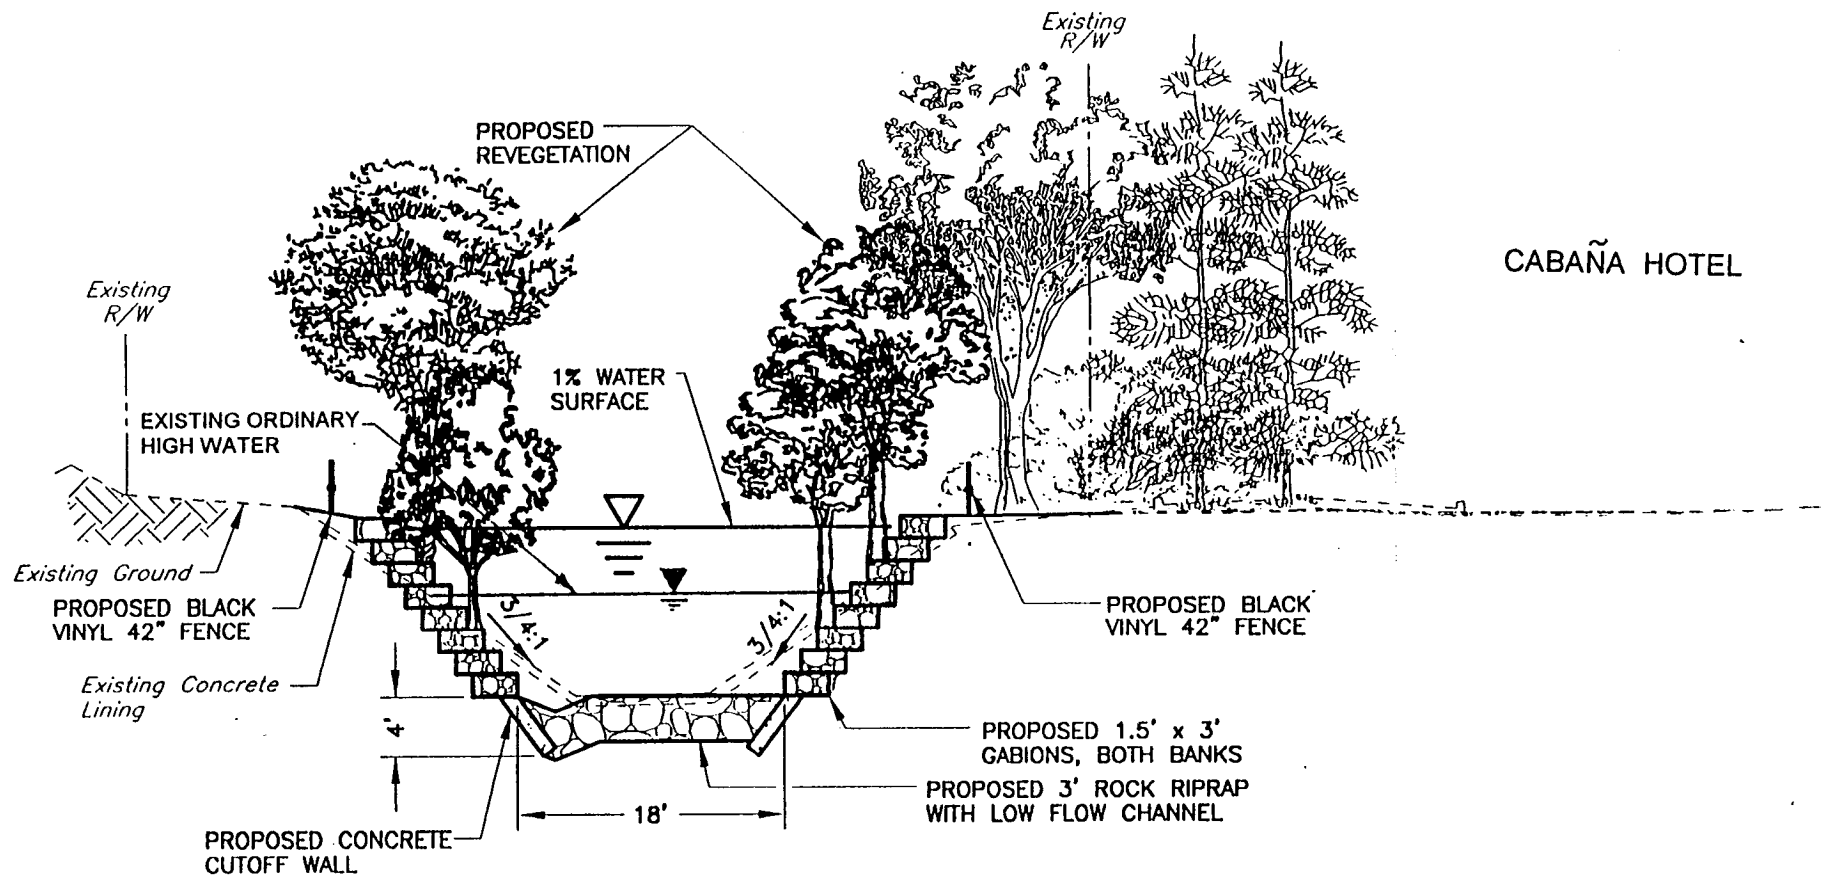 Existing
R/W
PROPOSED
REVEGETATION
CABAÑA HOTEL
Existing
R/W
1% WATER
SURFACE
EXISTING ORDINARY
HIGH WATER
Existing Ground
PROPOSED BLACK
VINYL 42" FENCE
3/4:1
3/4:1
PROPOSED BLACK
VINYL 42" FENCE
Existing Concrete
Lining
4'
PROPOSED 1.5' x 3'
GABIONS, BOTH BANKS
PROPOSED 3' ROCK RIPRAP
WITH LOW FLOW CHANNEL
18'
PROPOSED CONCRETE
CUTOFF WALL